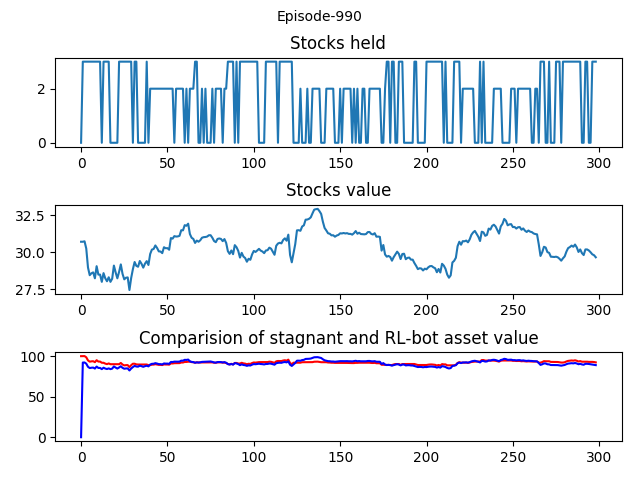 Episode-990
Stocks held
2
0
0 50 100 150 200 250 300
Stocks value
32.5
30.0
27.5
0 50 100 150 200 250 300
Comparision of stagnant and RL-bot asset value
100
50
0
0 50 100 150 200 250 300